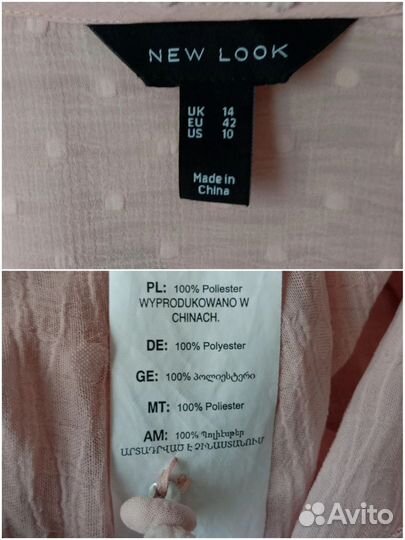 NEW LOOK
UK 14
EU 42
US 10
Made in
China
PL: 100% Poliester
WYPRODUKOWANO W
CHINACH.
DE: 100% Polyester
GE: 100% პოლიესტერი
MT: 100% Poliester
AM: 100% Պոլիեսթեր
ԱՐՏԱԴՐՎԱԾ Է ՉԻՆԱՍՏԱՆՈՒՄ
Avito